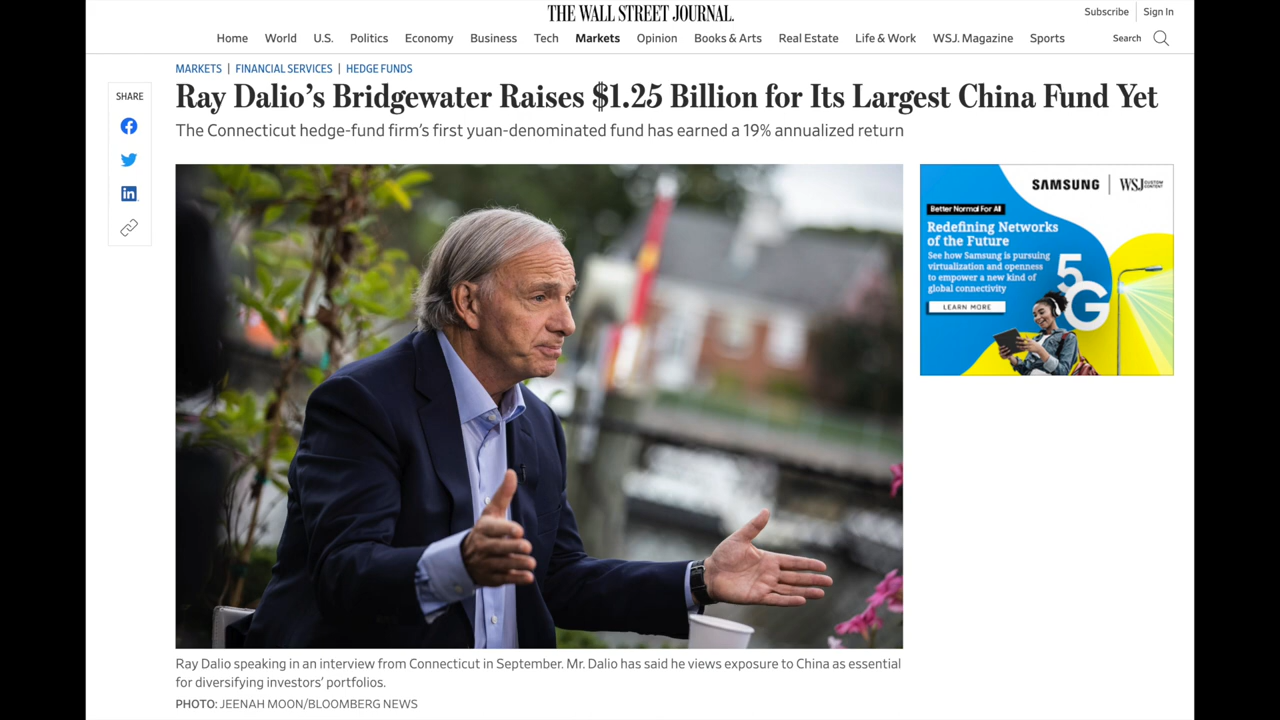 THE WALL STREET JOURNAL.
Subscribe Sign In
Home World U.S. Politics Economy Business Tech Markets Opinion Books & Arts Real Estate Life & Work WSJ. Magazine Sports Search
MARKETS | FINANCIAL SERVICES | HEDGE FUNDS
SHARE
Ray Dalio's Bridgewater Raises $1.25 Billion for Its Largest China Fund Yet
The Connecticut hedge-fund firm's first yuan-denominated fund has earned a 19% annualized return
SAMSUNG | WSJ CUSTOM CONTENT
Better Normal For All
Redefining Networks
of the Future
See how Samsung is pursuing
virtualization and openness
to empower a new kind of
global connectivity
LEARN MORE
5G
Ray Dalio speaking in an interview from Connecticut in September. Mr. Dalio has said he views exposure to China as essential
for diversifying investors' portfolios.
PHOTO: JEENAH MOON/BLOOMBERG NEWS